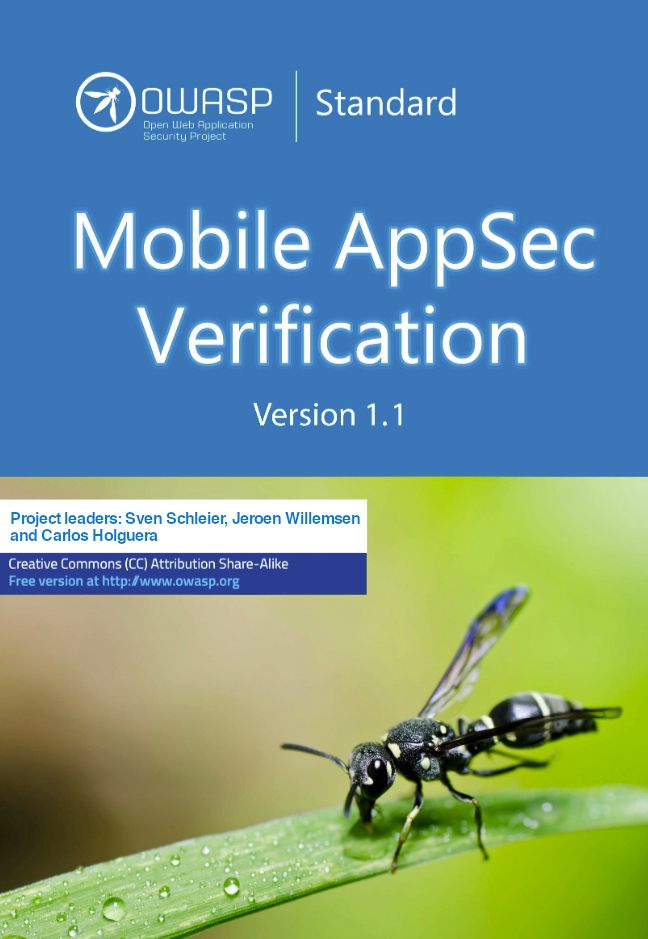 OWASP
Open Web Application
Security Project
Standard
Mobile AppSec
Verification
Version 1.1
Project leaders: Sven Schleier, Jeroen Willemsen
and Carlos Holguera
Creative Commons (CC) Attribution Share-Alike
Free version at http://www.owasp.org